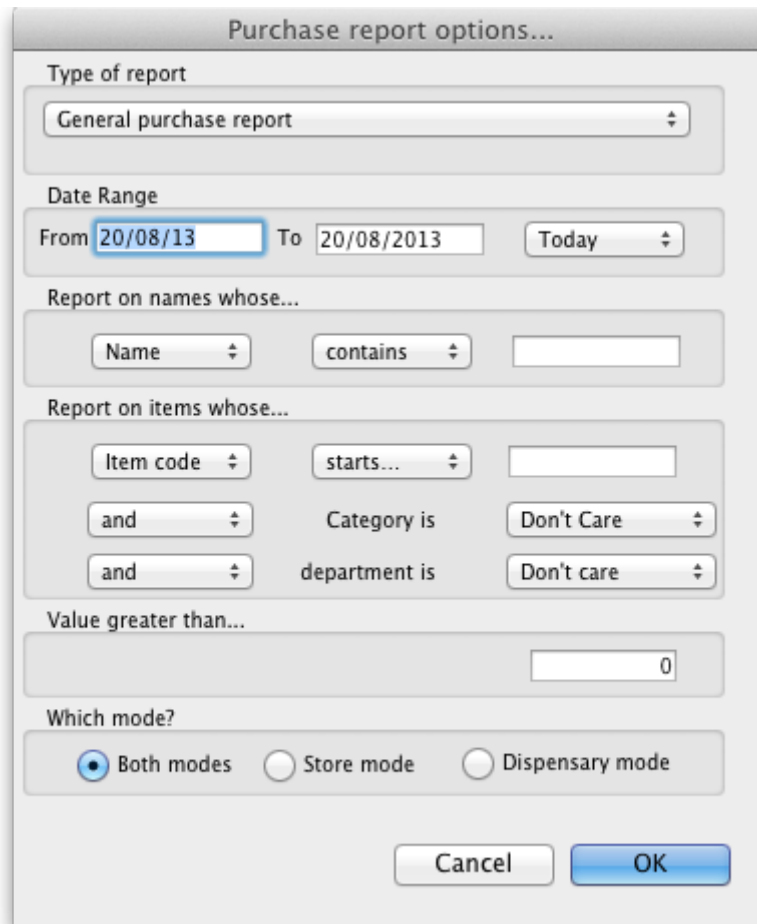 Purchase report options...
Type of report
General purchase report
Date Range
From 20/08/13 To 20/08/2013 Today
Report on names whose...
Name contains
Report on items whose...
Item code starts...
and Category is Don't Care
and department is Don't care
Value greater than...
0
Which mode?
Both modes Store mode Dispensary mode
Cancel OK